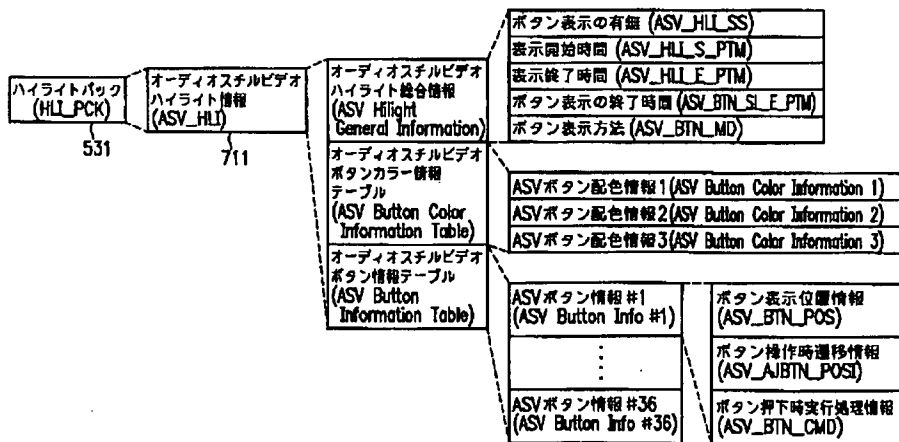 ハイライトパック
(HLI_PCK)
531
オーディオスチルビデオ
ハイライト情報
(ASV_HLI)
711
オーディオスチルビデオ
ハイライト総合情報
(ASV Hilight
General Information)
オーディオスチルビデオ
ボタンカラー情報
テーブル
(ASV Button Color
Information Table)
オーディオスチルビデオ
ボタン情報テーブル
(ASV Button
Information Table)
ボタン表示の有無 (ASV_HLI_SS)
表示開始時間 (ASV_HLI_S_PTM)
表示終了時間 (ASV_HLI_E_PTM)
ボタン表示の終了時間 (ASV_BTN_SL_E_PTM)
ボタン表示方法 (ASV_BTN_MD)
ASVボタン配色情報1(ASV Button Color Information 1)
ASVボタン配色情報2(ASV Button Color Information 2)
ASVボタン配色情報3(ASV Button Color Information 3)
ASVボタン情報 #1
(ASV Button Info #1)
ASVボタン情報 #36
(ASV Button Info #36)
ボタン表示位置情報
(ASV_BTN_POS)
ボタン操作時遷移情報
(ASV_AJBTN_POSI)
ボタン押下時実行処理情報
(ASV_BTN_CMD)